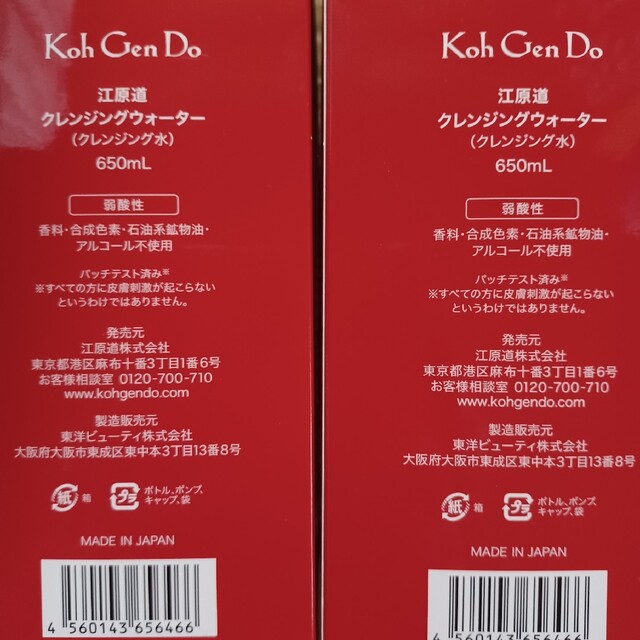 Koh Gen Do
江原道
クレンジングウォーター
（クレンジング水）
650mL
弱酸性
香料・合成色素・石油系鉱物油・
アルコール不使用
パッチテスト済み※
※すべての方に皮膚刺激が起こらない
というわけではありません。
発売元
江原道株式会社
東京都港区麻布十番3丁目1番6号
お客様相談室 0120-700-710
www.kohgendo.com
製造販売元
東洋ビューティ株式会社
大阪府大阪市東成区東中本3丁目13番8号
紙 箱
プラ ボトル、ポンプ、
キャップ、袋
MADE IN JAPAN
4 560143 656466
Koh Gen Do
江原道
クレンジングウォーター
（クレンジング水）
650mL
弱酸性
香料・合成色素・石油系鉱物油・
アルコール不使用
パッチテスト済み※
※すべての方に皮膚刺激が起こらない
というわけではありません。
発売元
江原道株式会社
東京都港区麻布十番3丁目1番6号
お客様相談室 0120-700-710
www.kohgendo.com
製造販売元
東洋ビューティ株式会社
大阪府大阪市東成区東中本3丁目13番8号
紙 箱
プラ ボトル、ポンプ
キャップ、袋
MADE IN JAPAN
4 560143 656466